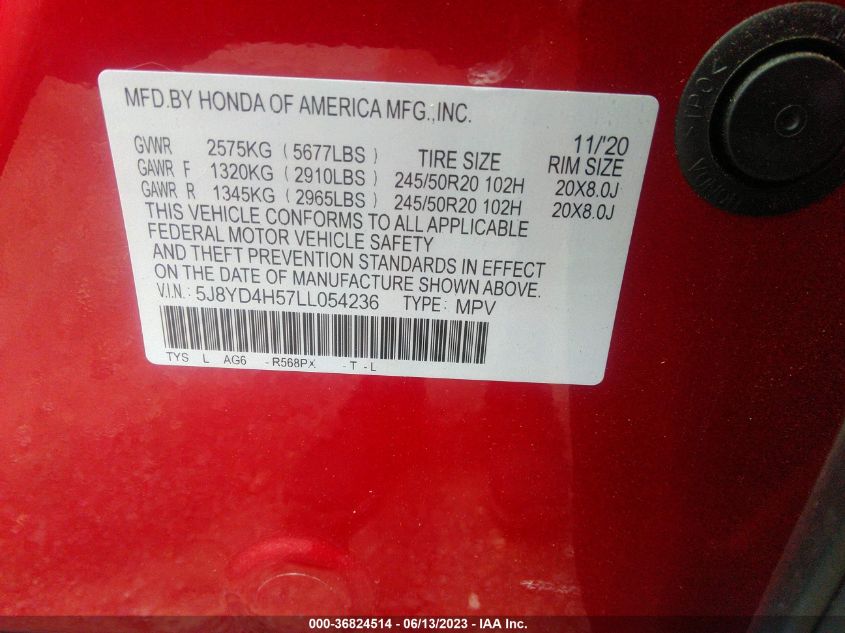 MFD.BY HONDA OF AMERICA MFG.,INC.
GVWR 2575KG (5677LBS) TIRE SIZE 11/'20
RIM SIZE
GAWR F 1320KG (2910LBS) 245/50R20 102H 20X8.0J
GAWR R 1345KG (2965LBS) 245/50R20 102H 20X8.0J
THIS VEHICLE CONFORMS TO ALL APPLICABLE
FEDERAL MOTOR VEHICLE SAFETY
AND THEFT PREVENTION STANDARDS IN EFFECT
ON THE DATE OF MANUFACTURE SHOWN ABOVE.
V.I.N: 5J8YD4H57LL054236 TYPE: MPV
TYS L AG6 -R568PX -T -L
000-36824514 - 06/13/2023 - IAA Inc.